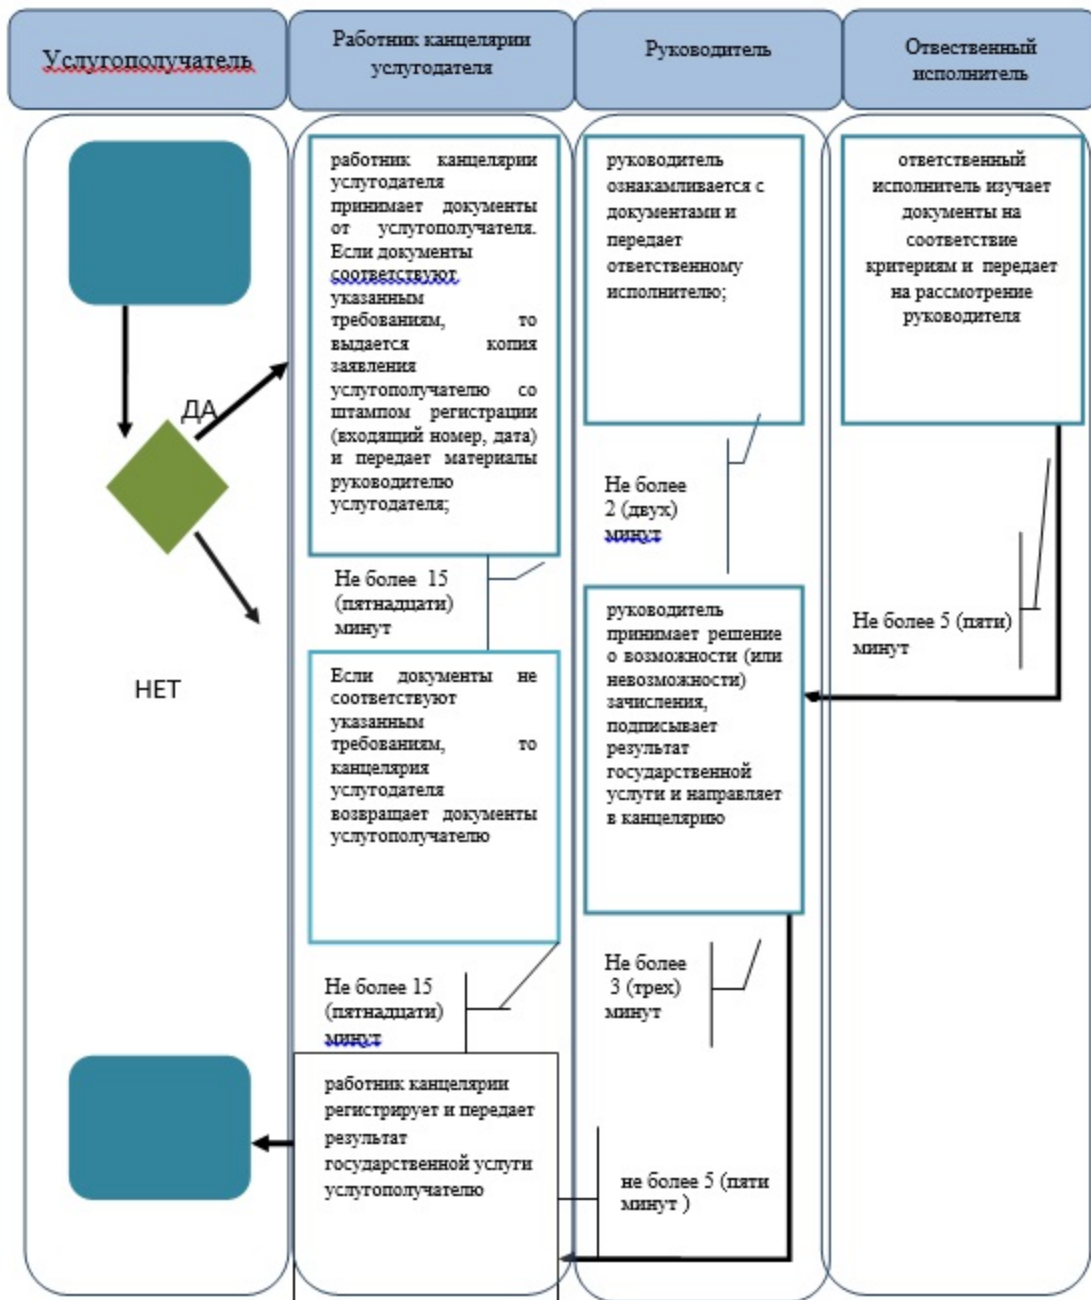 Услугополучатель
Работник канцелярии
услугодателя
Руководитель
Отвественный
исполнитель
ДА
НЕТ
работник канцелярии
услугодателя
принимает документы
от услугополучателя.
Если документы
соответствуют
указанным
требованиям, то
выдается копия
заявления
услугополучателю со
штампом регистрации
(входящий номер, дата)
и передает материалы
руководителю
услугодателя;
Не более 15
(пятнадцати)
минут
Если документы не
соответствуют
указанным
требованиям, то
канцелярия
услугодателя
возвращает документы
услугополучателю
Не более 15
(пятнадцати)
минут
работник канцелярии
регистрирует и передает
результат
государственной услуги
услугополучателю
руководитель
ознакамливается с
документами и
передает
ответственному
исполнителю;
Не более
2 (двух)
минут
руководитель
принимает решение
о возможности (или
невозможности)
зачисления,
подписывает
результат
государственной
услуги и направляет
в канцелярию
Не более
3 (трех)
минут
не более 5 (пяти
минут )
ответственный
исполнитель изучает
документы на
соответствие
критериям и передает
на рассмотрение
руководителя
Не более 5 (пяти)
минут